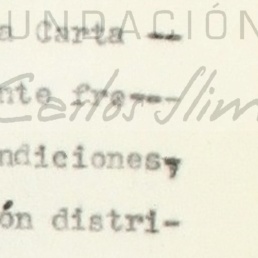 FUNDACIÓN
a Carta --
Carlos Slim
nte fre---
ndiciones,
ón distri-